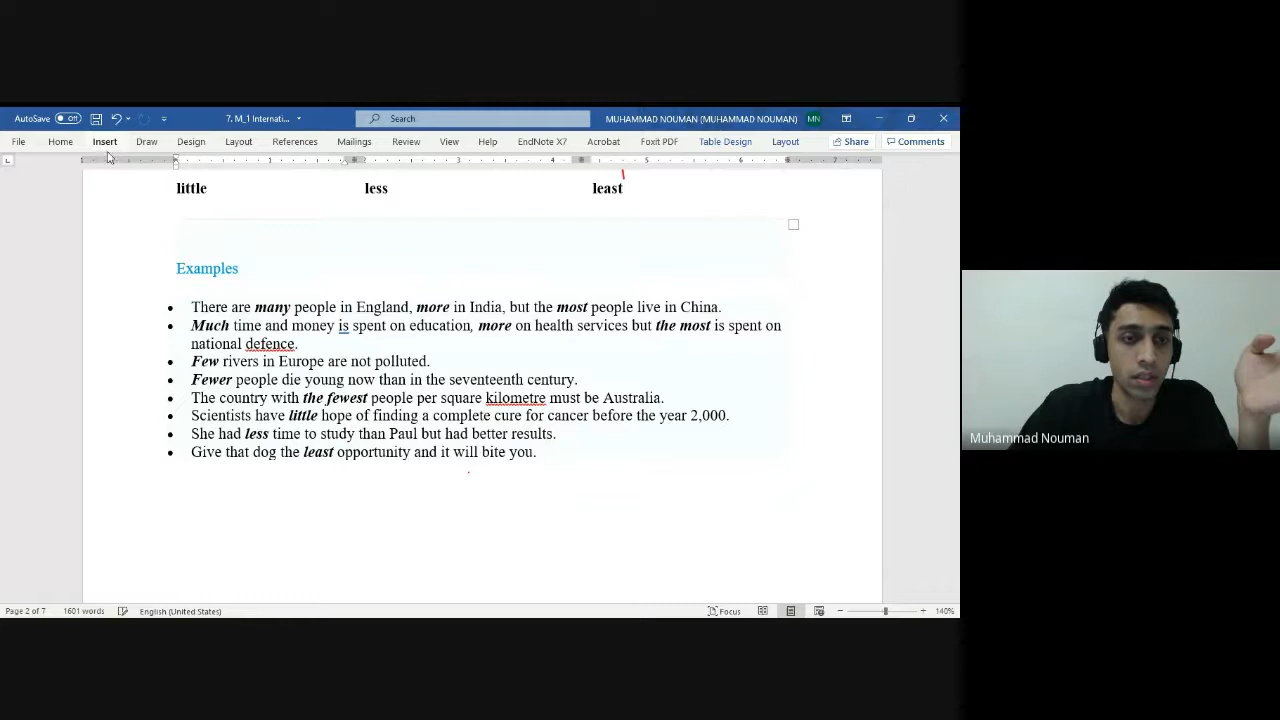 AutoSave Off 7. M_1 Internati... Search MUHAMMAD NOUMAN (MUHAMMAD NOUMAN) MN
File Home Insert Draw Design Layout References Mailings Review View Help EndNote X7 Acrobat Foxit PDF Table Design Layout Share Comments
1 3 4 6 7
little less least
Examples
There are many people in England, more in India, but the most people live in China.
Much time and money is spent on education, more on health services but the most is spent on
national defence.
Few rivers in Europe are not polluted.
Fewer people die young now than in the seventeenth century.
The country with the fewest people per square kilometre must be Australia.
Scientists have little hope of finding a complete cure for cancer before the year 2,000.
She had less time to study than Paul but had better results.
Give that dog the least opportunity and it will bite you.
Muhammad Nouman
Page 2 of 7 1601 words English (United States) Focus 140%